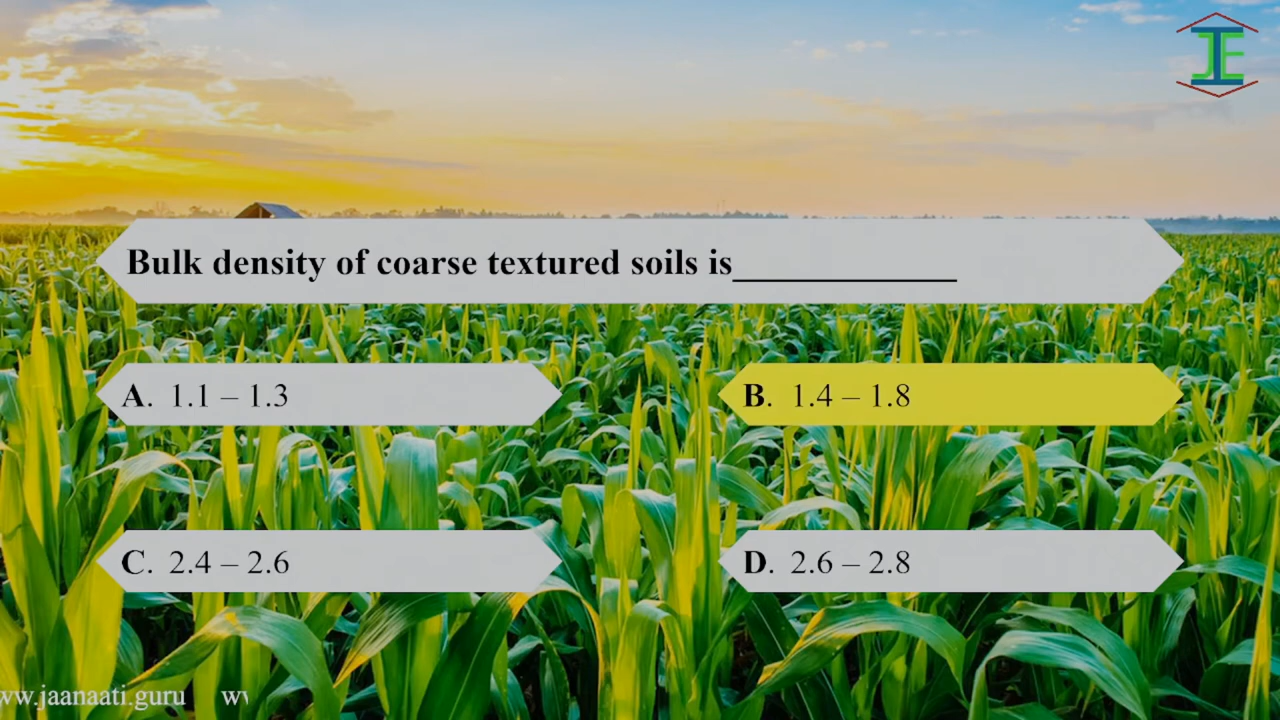 Bulk density of coarse textured soils is_____________
A. 1.1 – 1.3
B. 1.4 – 1.8
C. 2.4 – 2.6
D. 2.6 – 2.8
www.jaanaati.guru